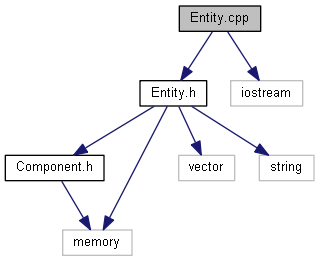 Entity.cpp
Entity.h
iostream
Component.h
vector
string
memory